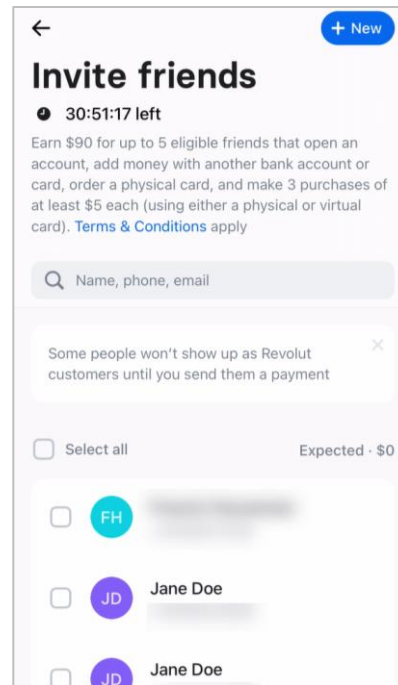 + New
Invite friends
30:51:17 left
Earn $90 for up to 5 eligible friends that open an
account, add money with another bank account or
card, order a physical card, and make 3 purchases of
at least $5 each (using either a physical or virtual
card). Terms & Conditions apply
Name, phone, email
Some people won't show up as Revolut
customers until you send them a payment
Select all Expected · $0
FH
JD Jane Doe
JD Jane Doe